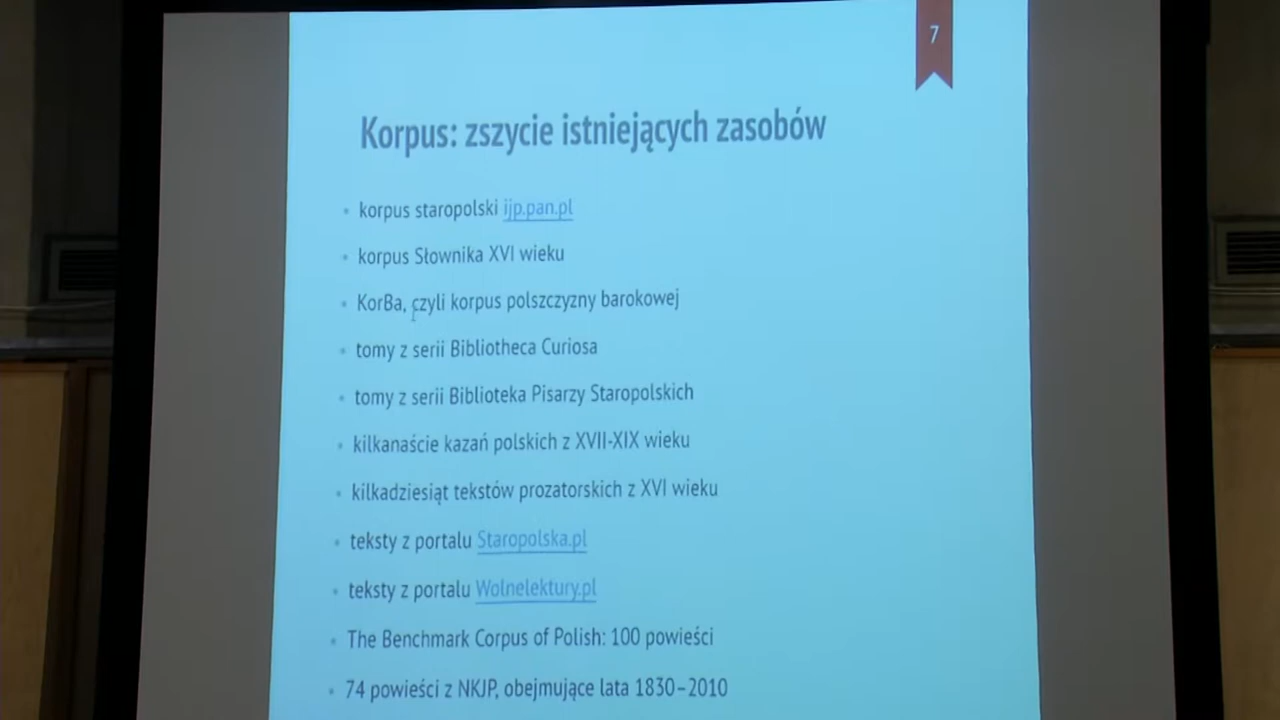 7
Korpus: zszycie istniejących zasobów
korpus staropolski ijp.pan.pl
korpus Słownika XVI wieku
KorBa, czyli korpus polszczyzny barokowej
tomy z serii Bibliotheca Curiosa
tomy z serii Biblioteka Pisarzy Staropolskich
kilkanaście kazań polskich z XVII-XIX wieku
kilkadziesiąt tekstów prozatorskich z XVI wieku
teksty z portalu Staropolska.pl
teksty z portalu Wolnelektury.pl
The Benchmark Corpus of Polish: 100 powieści
74 powieści z NKJP, obejmujące lata 1830–2010